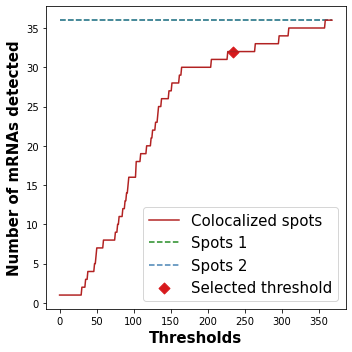 Number of mRNAs detected
35
30
25
20
15
10
5
0
Colocalized spots
Spots 1
Spots 2
Selected threshold
0 50 100 150 200 250 300 350
Thresholds